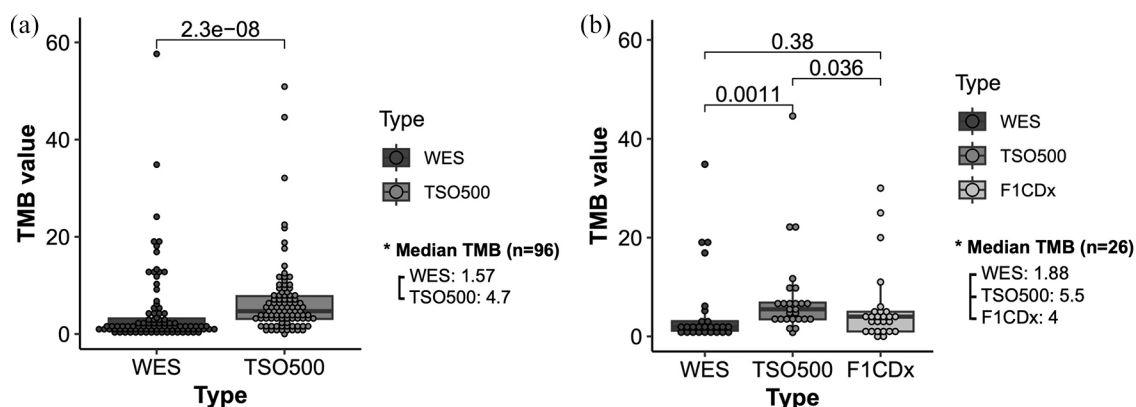 (a)
2.3e−08
60
40
20
0
TMB value
WES
TSO500
Type
Type
WES
TSO500
* Median TMB (n=96)
WES: 1.57
TSO500: 4.7
(b)
0.38
0.036
0.0011
60
40
20
0
TMB value
WES
TSO500
F1CDx
Type
Type
WES
TSO500
F1CDx
* Median TMB (n=26)
WES: 1.88
TSO500: 5.5
F1CDx: 4